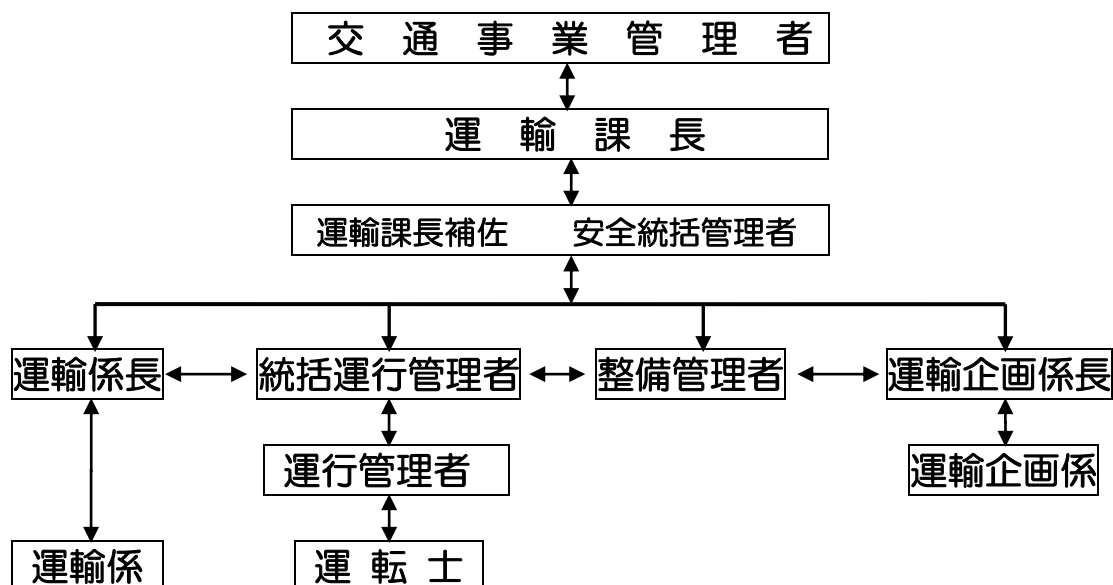 交通事業管理者
運輸課長
運輸課長補佐　　安全統括管理者
運輸係長
統括運行管理者
整備管理者
運輸企画係長
運行管理者
運輸企画係
運輸係
運転士